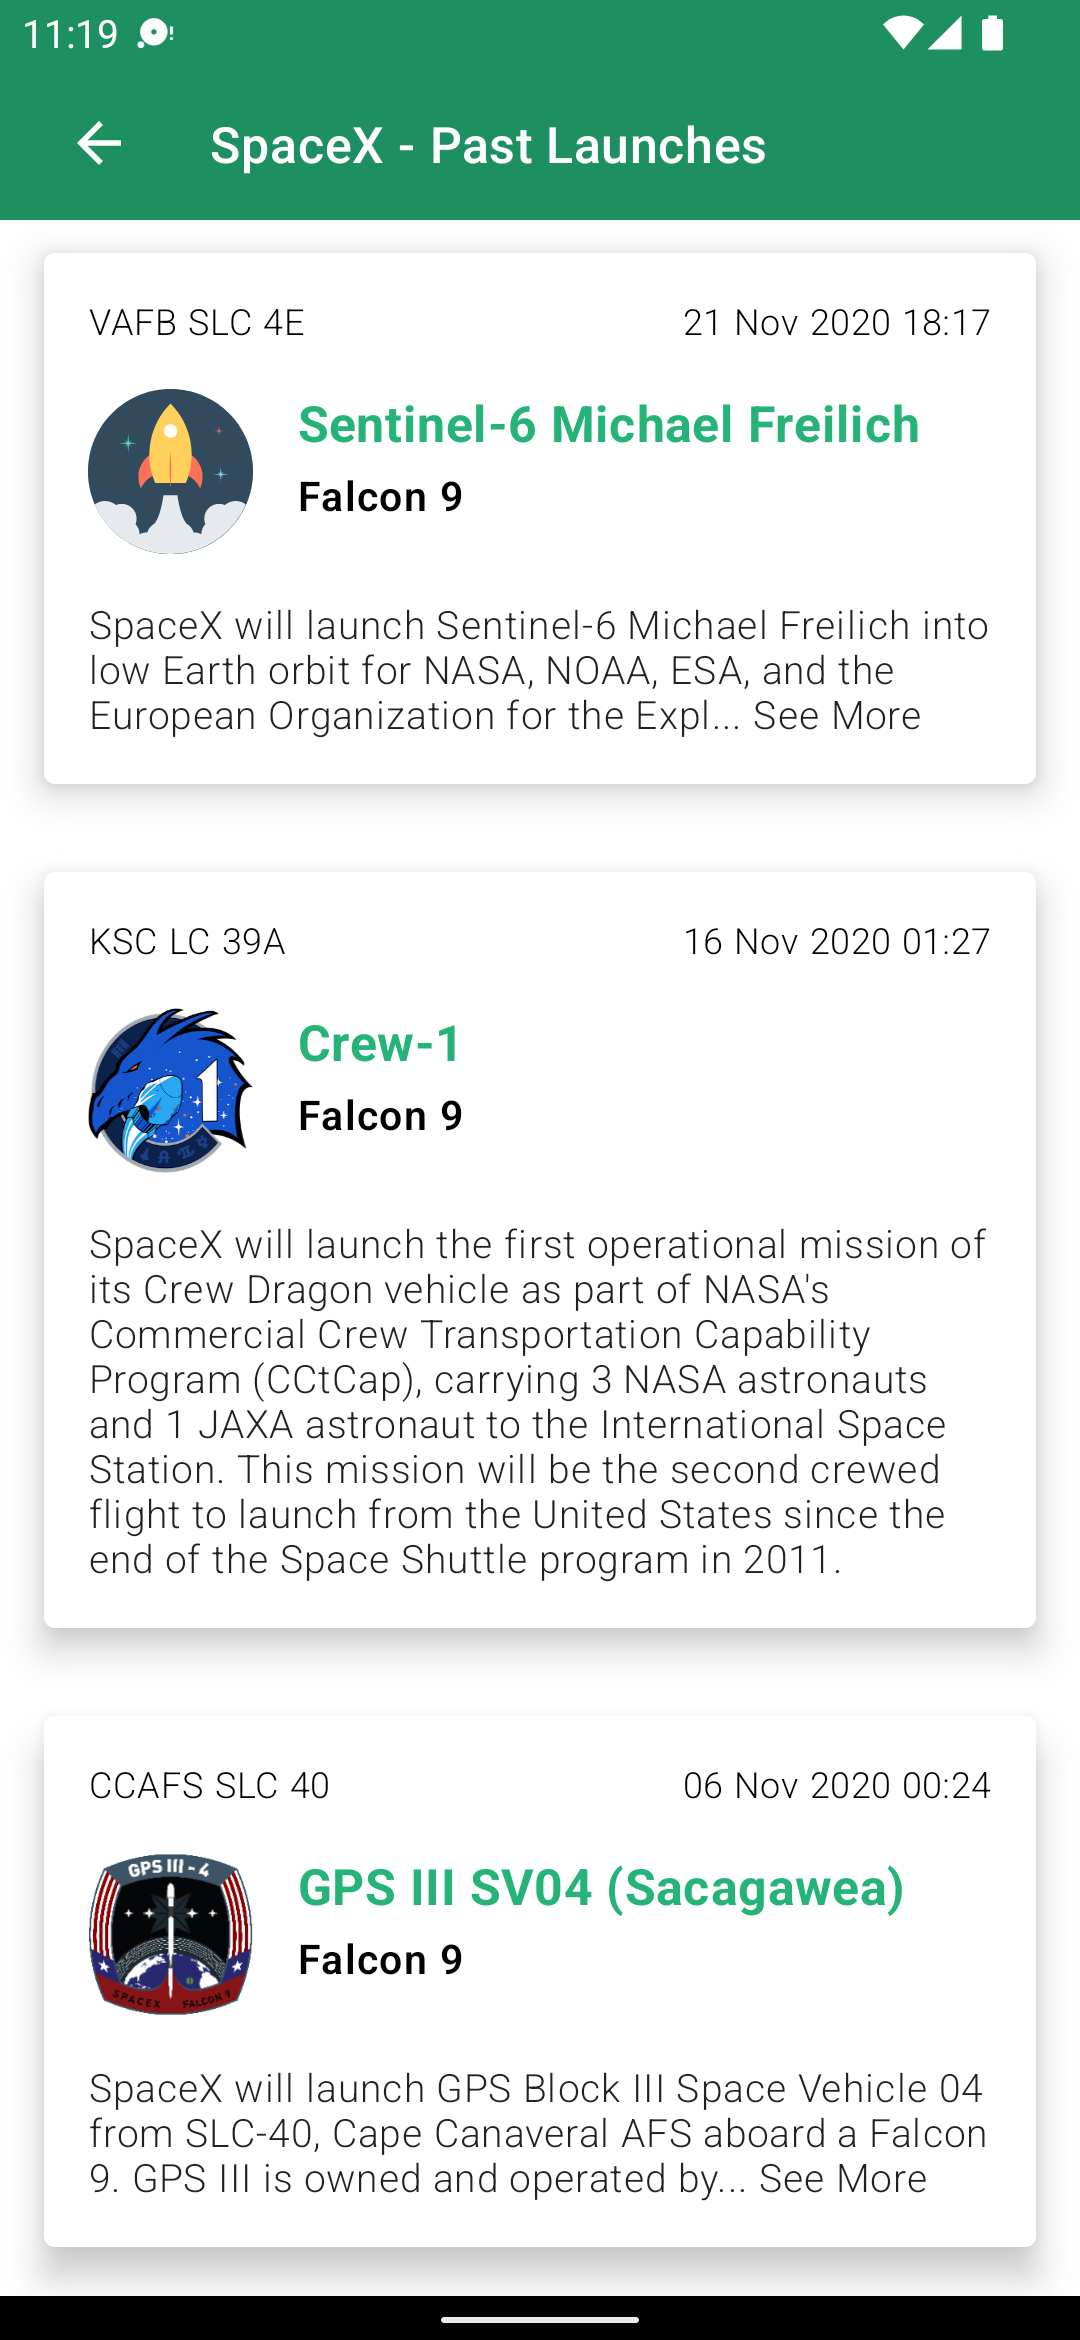 11:19
SpaceX - Past Launches
VAFB SLC 4E
21 Nov 2020 18:17
Sentinel-6 Michael Freilich
Falcon 9
SpaceX will launch Sentinel-6 Michael Freilich into
low Earth orbit for NASA, NOAA, ESA, and the
European Organization for the Expl... See More
KSC LC 39A
16 Nov 2020 01:27
1
Crew-1
Falcon 9
SpaceX will launch the first operational mission of
its Crew Dragon vehicle as part of NASA's
Commercial Crew Transportation Capability
Program (CCtCap), carrying 3 NASA astronauts
and 1 JAXA astronaut to the International Space
Station. This mission will be the second crewed
flight to launch from the United States since the
end of the Space Shuttle program in 2011.
CCAFS SLC 40
06 Nov 2020 00:24
GPS III - 4
SPACEX FALCON 9
GPS III SV04 (Sacagawea)
Falcon 9
SpaceX will launch GPS Block III Space Vehicle 04
from SLC-40, Cape Canaveral AFS aboard a Falcon
9. GPS III is owned and operated by... See More